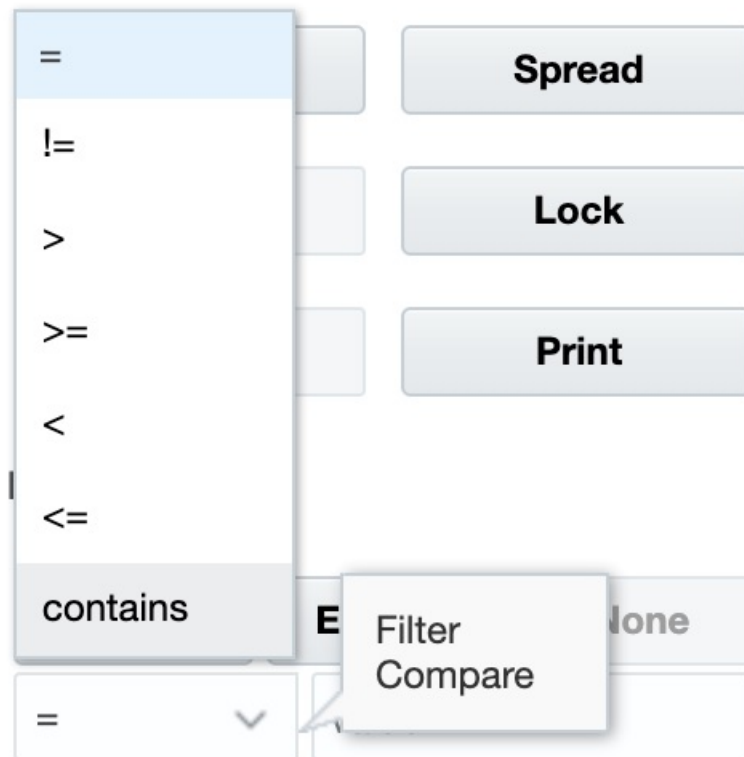 =
Spread
!=
Lock
>
>=
Print
<
<=
contains
E
None
Filter
Compare
=